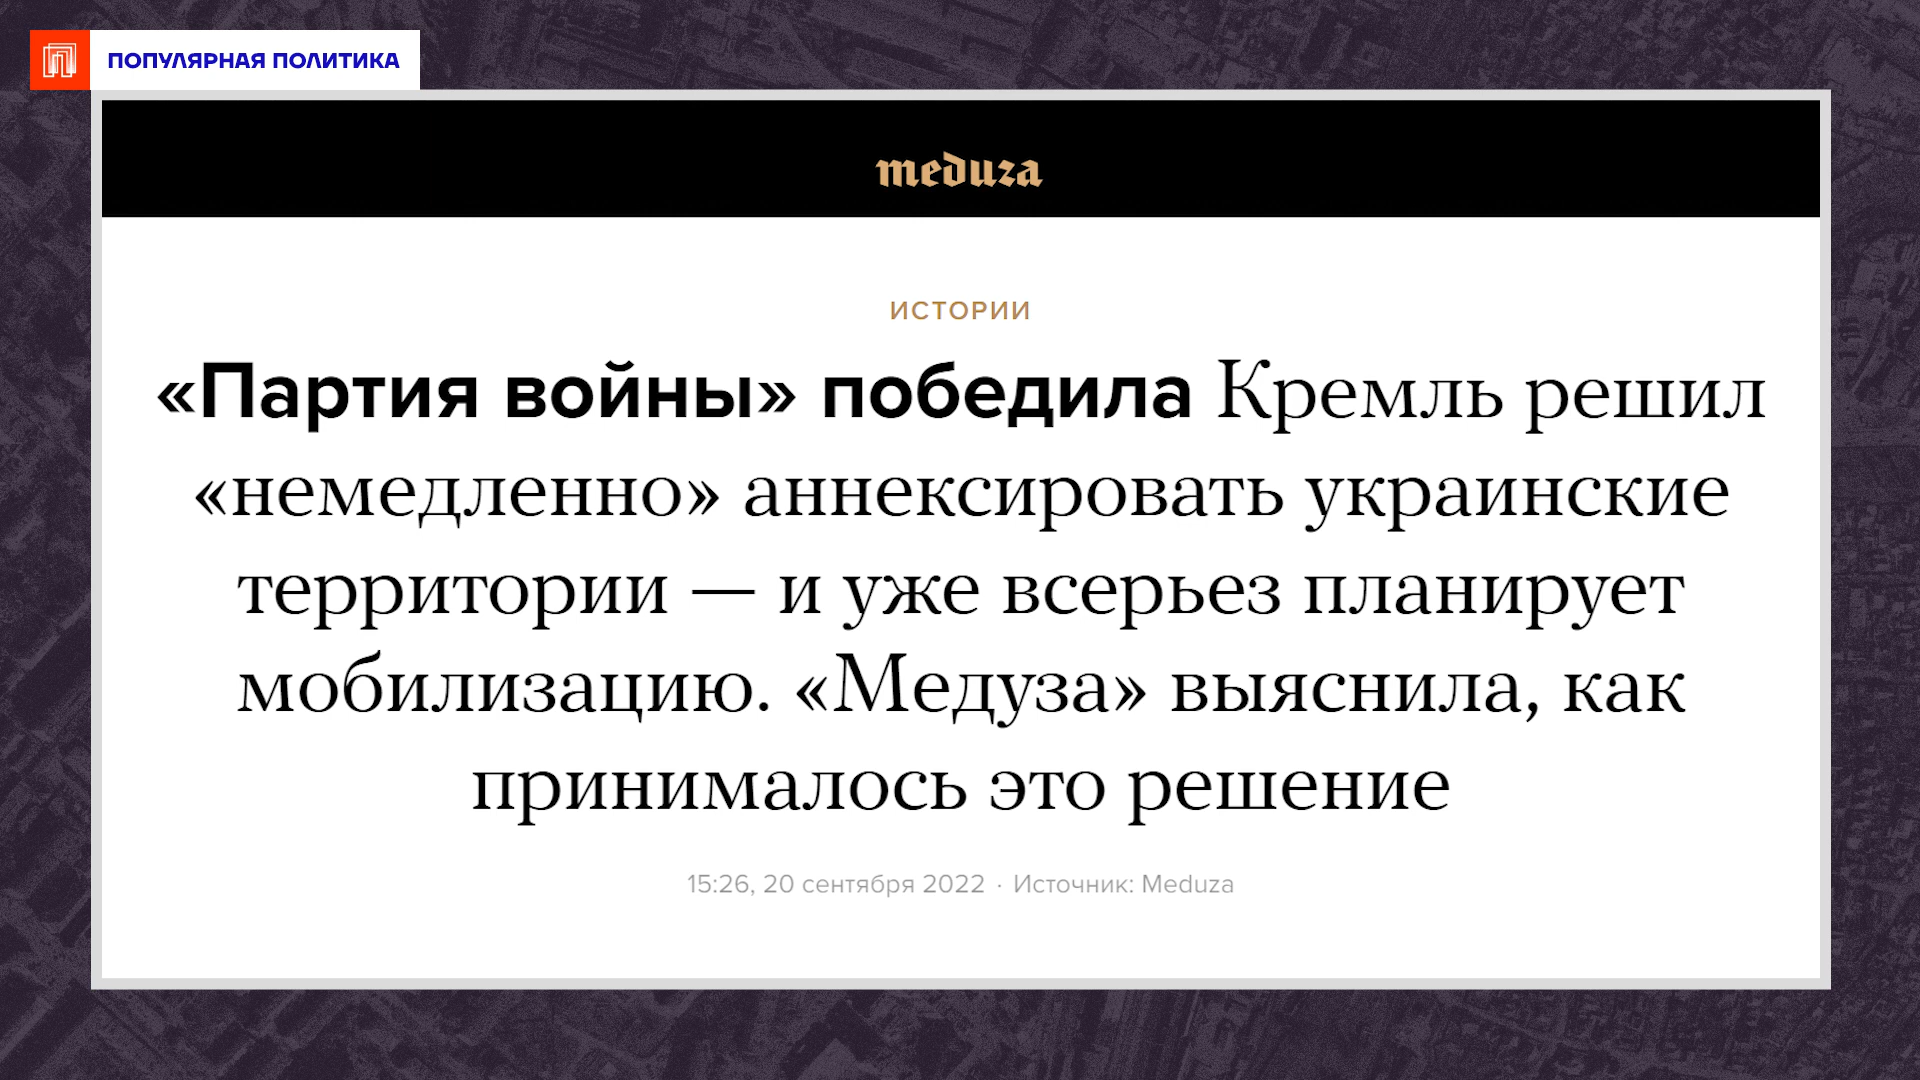 ПОПУЛЯРНАЯ ПОЛИТИКА
meduza
ИСТОРИИ
«Партия войны» победила Кремль решил
«немедленно» аннексировать украинские
территории — и уже всерьез планирует
мобилизацию. «Медуза» выяснила, как
принималось это решение
15:26, 20 сентября 2022 · Источник: Meduza